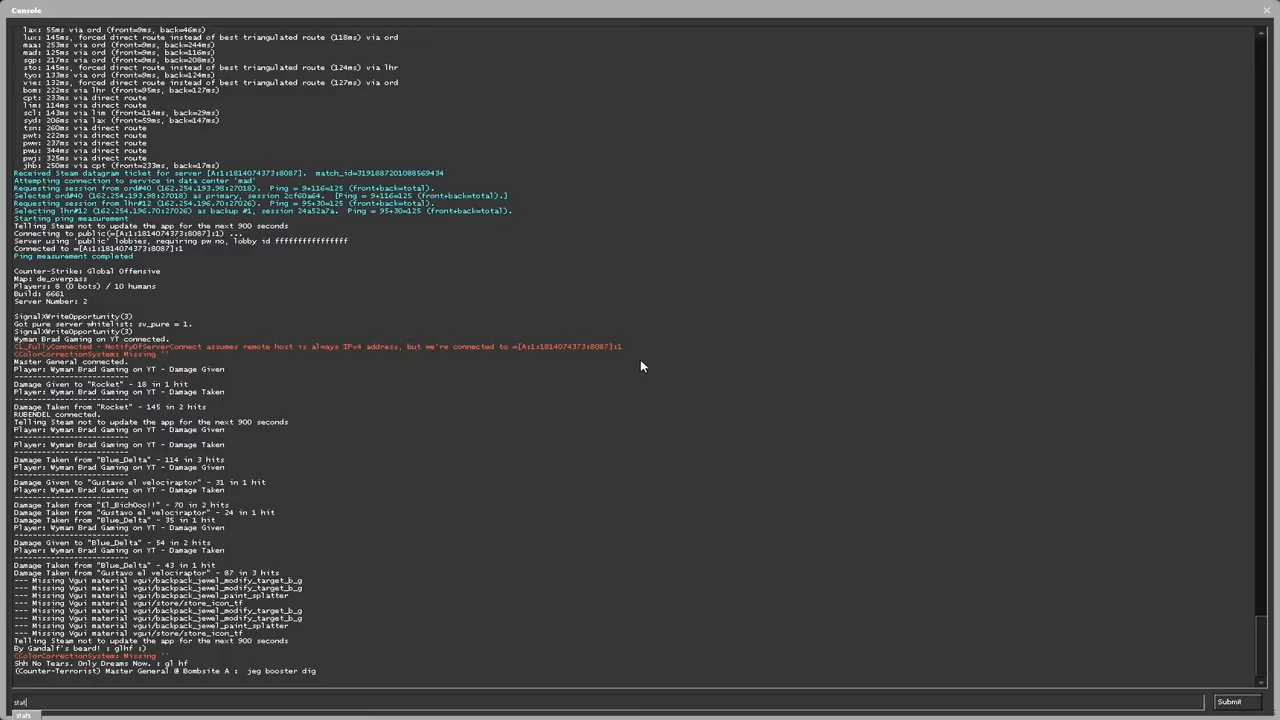 Console
lax: 55ms via ord (front=9ms, back=46ms)
lux: 145ms, forced direct route instead of best triangulated route (118ms) via ord
maa: 253ms via ord (front=9ms, back=244ms)
mad: 125ms via ord (front=9ms, back=116ms)
sgp: 217ms via ord (front=9ms, back=208ms)
sto: 145ms, forced direct route instead of best triangulated route (124ms) via lhr
tyo: 133ms via ord (front=9ms, back=124ms)
vie: 132ms, forced direct route instead of best triangulated route (127ms) via ord
bom: 222ms via lhr (front=95ms, back=127ms)
cpt: 233ms via direct route
lim: 114ms via direct route
scl: 143ms via lim (front=114ms, back=29ms)
syd: 206ms via lax (front=59ms, back=147ms)
tsn: 260ms via direct route
pwt: 222ms via direct route
pww: 237ms via direct route
pwu: 344ms via direct route
pwj: 325ms via direct route
jhb: 250ms via cpt (front=233ms, back=17ms)
Received Steam datagram ticket for server [A:1:1814074373:8087]. match_id=3191887201088569434
Attempting connection to service in data center 'mad'
Requesting session from ord#40 (162.254.193.98:27018). Ping = 9+116=125 (front+back=total).
Selected ord#40 (162.254.193.98:27018) as primary, session 2cf60a64. [Ping = 9+116=125 (front+back=total).]
Requesting session from lhr#12 (162.254.196.70:27026). Ping = 95+30=125 (front+back=total).
Selecting lhr#12 (162.254.196.70:27026) as backup #1, session 24a52a7a. Ping = 95+30=125 (front+back=total).
Starting ping measurement
Telling Steam not to update the app for the next 900 seconds
Connecting to public(=[A:1:1814074373:8087]:1) ...
Server using 'public' lobbies, requiring pw no, lobby id ffffffffffffffff
Connected to =[A:1:1814074373:8087]:1
Ping measurement completed
Counter-Strike: Global Offensive
Map: de_overpass
Players: 8 (0 bots) / 10 humans
Build: 6661
Server Number: 2
SignalXWriteOpportunity(3)
Got pure server whitelist: sv_pure = 1.
SignalXWriteOpportunity(3)
Wyman Brad Gaming on YT connected.
CL_FullyConnected - NotifyOfServerConnect assumes remote host is always IPv4 address, but we're connected to =[A:1:1814074373:8087]:1
CColorCorrectionSystem: Missing ''
Master General connected.
Player: Wyman Brad Gaming on YT - Damage Given
-------------------------
Damage Given to "Rocket" - 18 in 1 hit
Player: Wyman Brad Gaming on YT - Damage Taken
-------------------------
Damage Taken from "Rocket" - 145 in 2 hits
RUBENDEL connected.
Telling Steam not to update the app for the next 900 seconds
Player: Wyman Brad Gaming on YT - Damage Given
-------------------------
Player: Wyman Brad Gaming on YT - Damage Taken
-------------------------
Damage Taken from "Blue_Delta" - 114 in 3 hits
Player: Wyman Brad Gaming on YT - Damage Given
-------------------------
Damage Given to "Gustavo el velociraptor" - 31 in 1 hit
Player: Wyman Brad Gaming on YT - Damage Taken
-------------------------
Damage Taken from "El_BichOoo!!" - 70 in 2 hits
Damage Taken from "Gustavo el velociraptor" - 24 in 1 hit
Damage Taken from "Blue_Delta" - 35 in 1 hit
Player: Wyman Brad Gaming on YT - Damage Given
-------------------------
Damage Given to "Blue_Delta" - 54 in 2 hits
Player: Wyman Brad Gaming on YT - Damage Taken
-------------------------
Damage Taken from "Blue_Delta" - 43 in 1 hit
Damage Taken from "Gustavo el velociraptor" - 87 in 3 hits
--- Missing Vgui material vgui/backpack_jewel_modify_target_b_g
--- Missing Vgui material vgui/backpack_jewel_modify_target_b_g
--- Missing Vgui material vgui/backpack_jewel_paint_splatter
--- Missing Vgui material vgui/store/store_icon_tf
--- Missing Vgui material vgui/backpack_jewel_modify_target_b_g
--- Missing Vgui material vgui/backpack_jewel_modify_target_b_g
--- Missing Vgui material vgui/backpack_jewel_paint_splatter
--- Missing Vgui material vgui/store/store_icon_tf
Telling Steam not to update the app for the next 900 seconds
By Gandalf's beard! : glhf :)
CColorCorrectionSystem: Missing ''
Shh No Tears. Only Dreams Now. : gl hf
(Counter-Terrorist) Master General @ Bombsite A : jeg booster dig
stat
Submit
stats